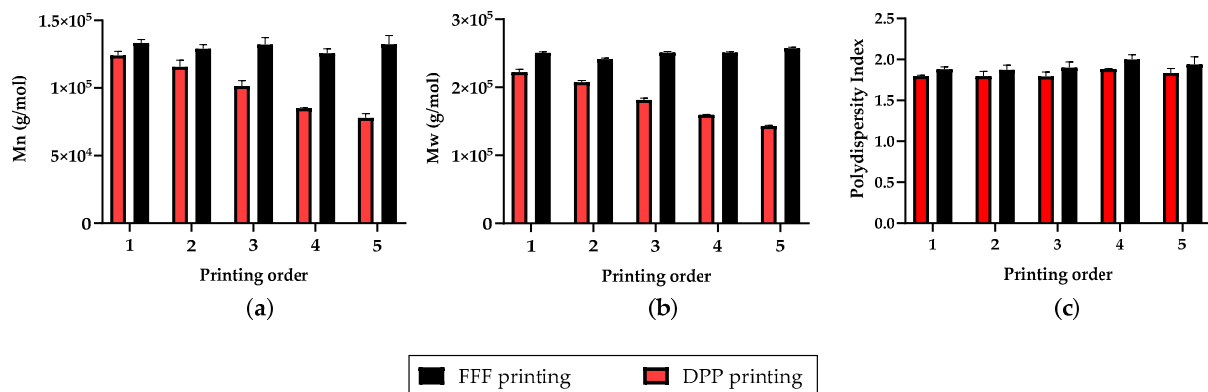 Mn (g/mol)
1.5×10⁵
1×10⁵
5×10⁴
0
1 2 3 4 5
Printing order
(a)
Mw (g/mol)
3×10⁵
2×10⁵
1×10⁵
0
1 2 3 4 5
Printing order
(b)
Polydispersity Index
2.5
2.0
1.5
1.0
0.5
0.0
1 2 3 4 5
Printing order
(c)
FFF printing DPP printing